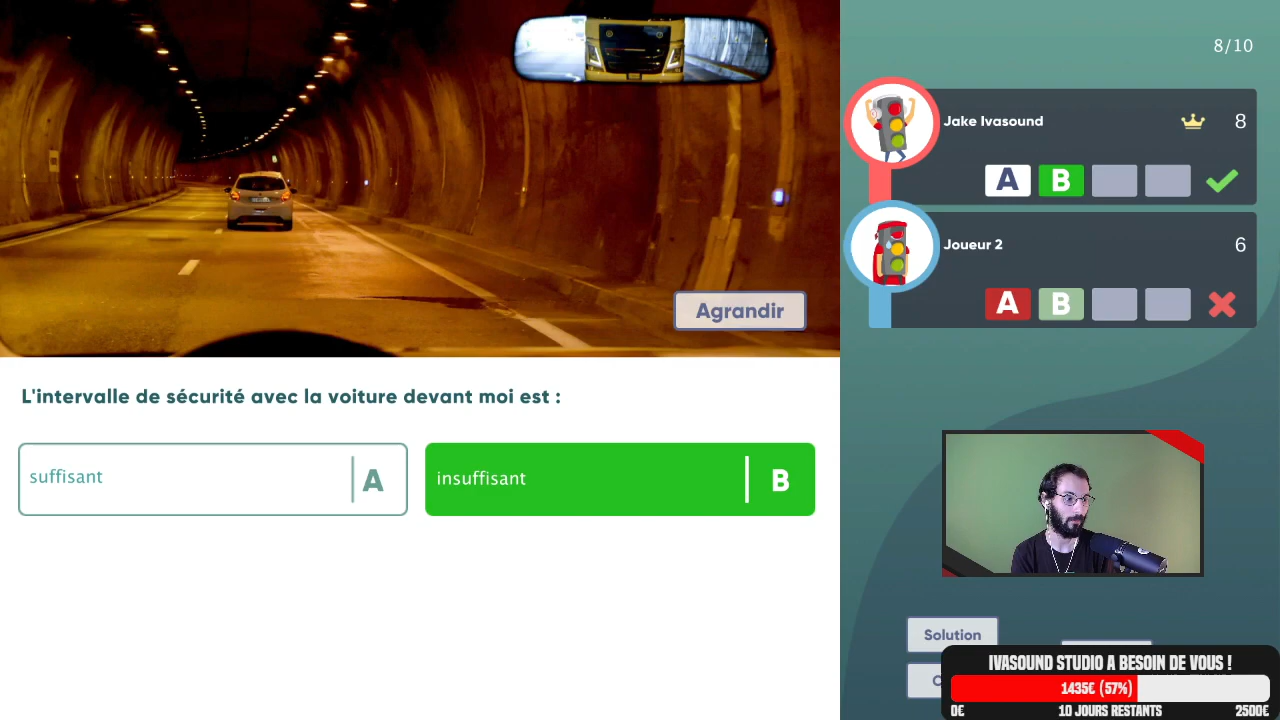 8/10
Jake Ivasound
8
A B
Joueur 2
6
A B
Agrandir
L'intervalle de sécurité avec la voiture devant moi est :
suffisant A
insuffisant B
Solution
IVASOUND STUDIO A BESOIN DE VOUS !
1435€ (57%)
0€ 10 JOURS RESTANTS 2500€